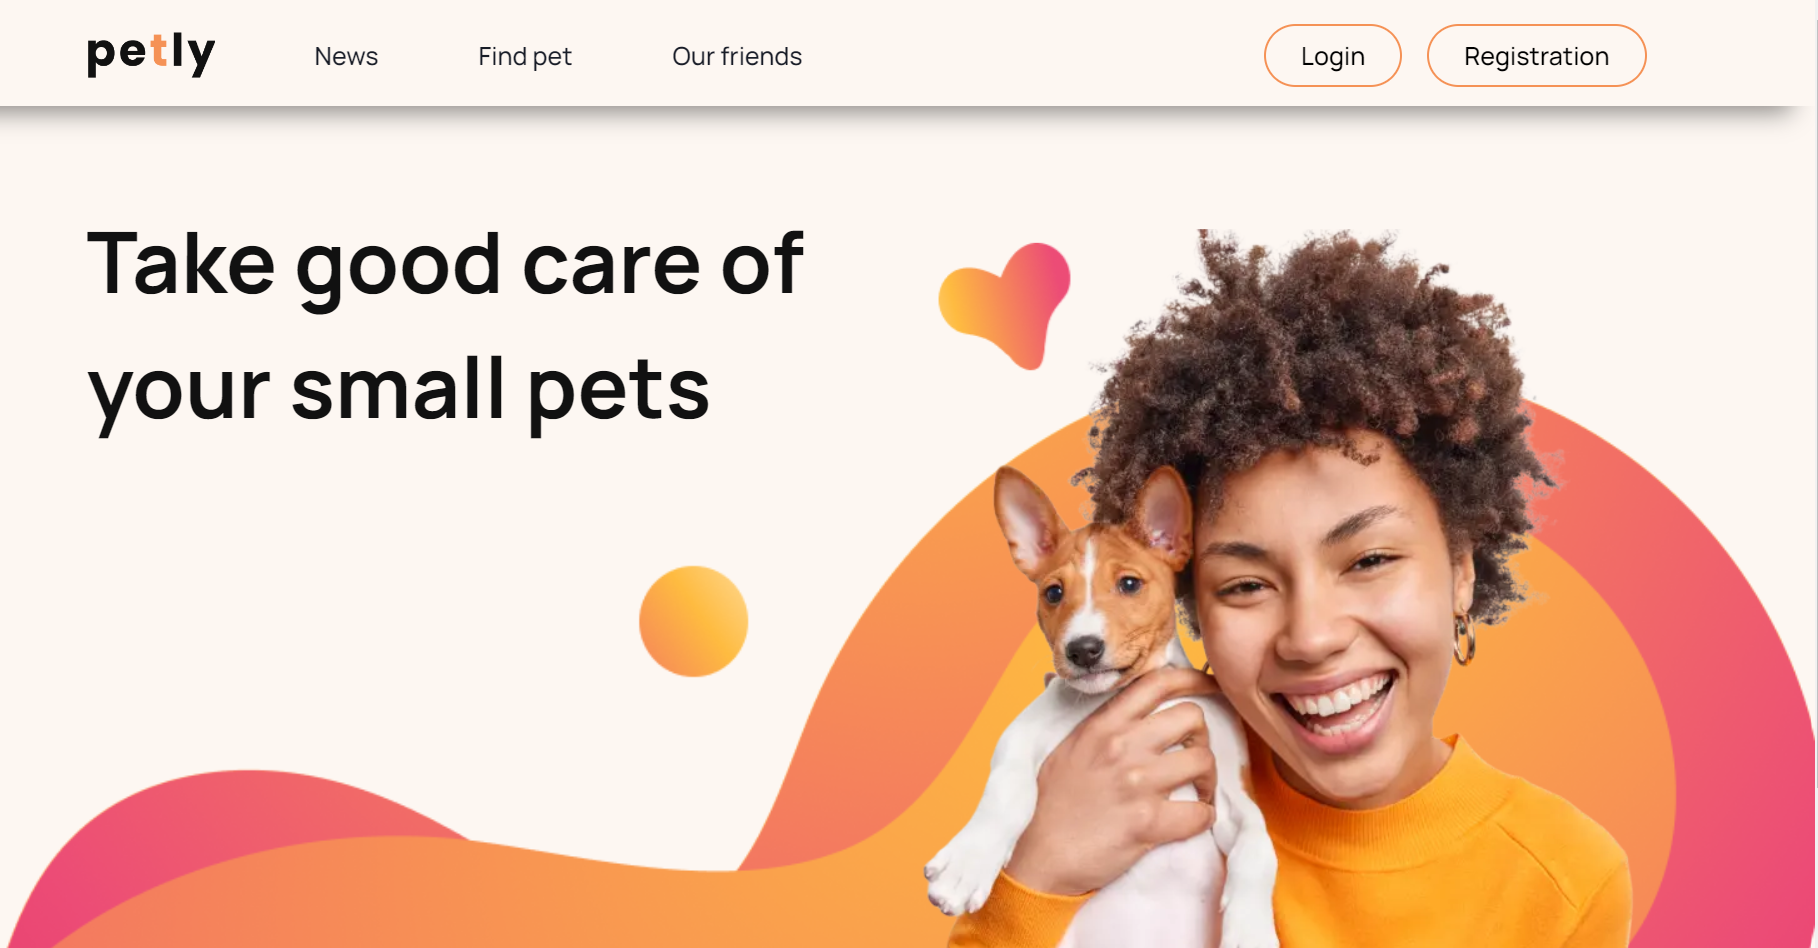 petly
News
Find pet
Our friends
Login
Registration
Take good care of
your small pets